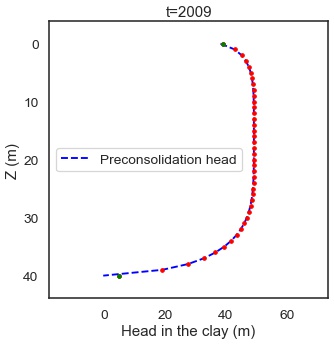 t=2009
0
10
20
30
40
Z (m)
Preconsolidation head
0 20 40 60
Head in the clay (m)